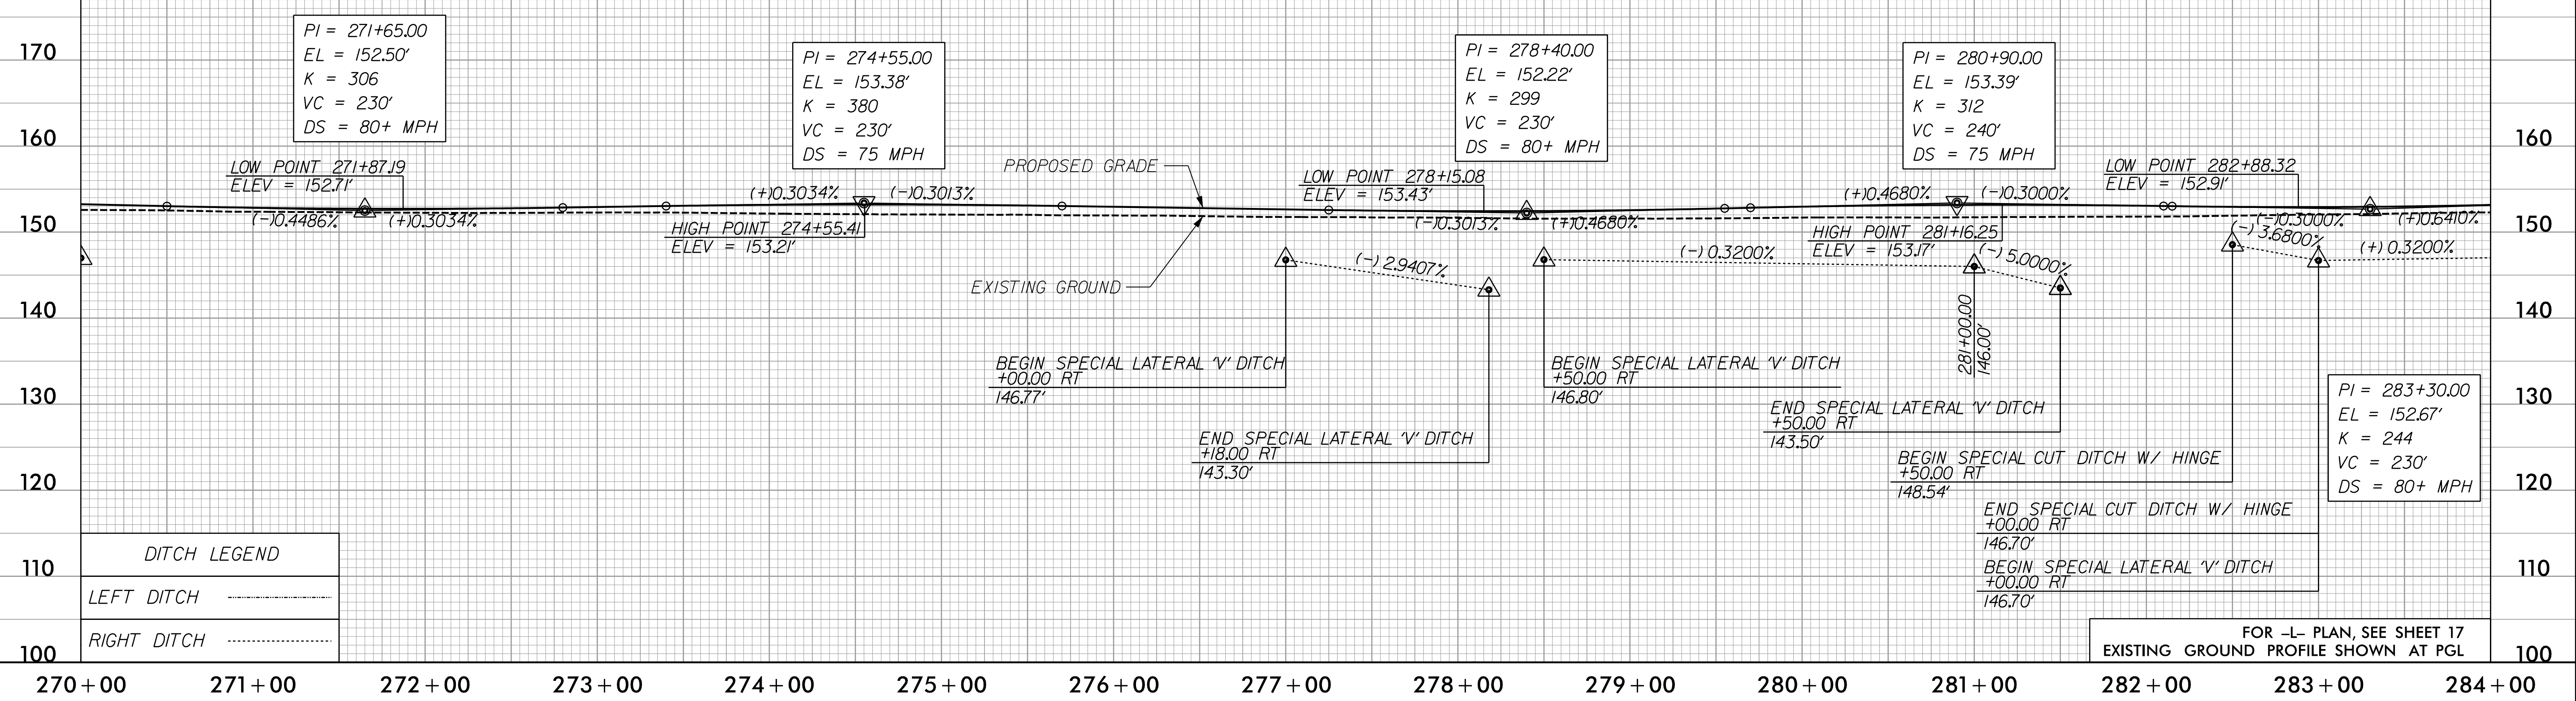 170
160
150
140
130
120
110
100
PI = 271+65.00
EL = 152.50'
K = 306
VC = 230'
DS = 80+ MPH
LOW POINT 271+87.19
ELEV = 152.71'
(-)0.4486%
(+)0.3034%
PI = 274+55.00
EL = 153.38'
K = 380
VC = 230'
DS = 75 MPH
(+)0.3034%
(-)0.3013%
HIGH POINT 274+55.41
ELEV = 153.21'
PROPOSED GRADE
EXISTING GROUND
PI = 278+40.00
EL = 152.22'
K = 299
VC = 230'
DS = 80+ MPH
LOW POINT 278+15.08
ELEV = 153.43'
(-)0.3013%
(+)0.4680%
PI = 280+90.00
EL = 153.39'
K = 312
VC = 240'
DS = 75 MPH
(+)0.4680%
(-)0.3000%
HIGH POINT 281+16.25
ELEV = 153.17'
LOW POINT 282+88.32
ELEV = 152.91'
(-)0.3000%
(+)0.6410%
(-) 2.9407%
(-) 0.3200%
(-) 5.0000%
(-) 3.6800%
(+) 0.3200%
BEGIN SPECIAL LATERAL 'V' DITCH
+00.00 RT
146.77'
END SPECIAL LATERAL 'V' DITCH
+18.00 RT
143.30'
BEGIN SPECIAL LATERAL 'V' DITCH
+50.00 RT
146.80'
281+00.00
146.00'
END SPECIAL LATERAL 'V' DITCH
+50.00 RT
143.50'
BEGIN SPECIAL CUT DITCH W/ HINGE
+50.00 RT
148.54'
END SPECIAL CUT DITCH W/ HINGE
+00.00 RT
146.70'
BEGIN SPECIAL LATERAL 'V' DITCH
+00.00 RT
146.70'
PI = 283+30.00
EL = 152.67'
K = 244
VC = 230'
DS = 80+ MPH
160
150
140
130
120
110
100
DITCH LEGEND
LEFT DITCH
RIGHT DITCH
FOR -L- PLAN, SEE SHEET 17
EXISTING GROUND PROFILE SHOWN AT PGL
270+00 271+00 272+00 273+00 274+00 275+00 276+00 277+00 278+00 279+00 280+00 281+00 282+00 283+00 284+00